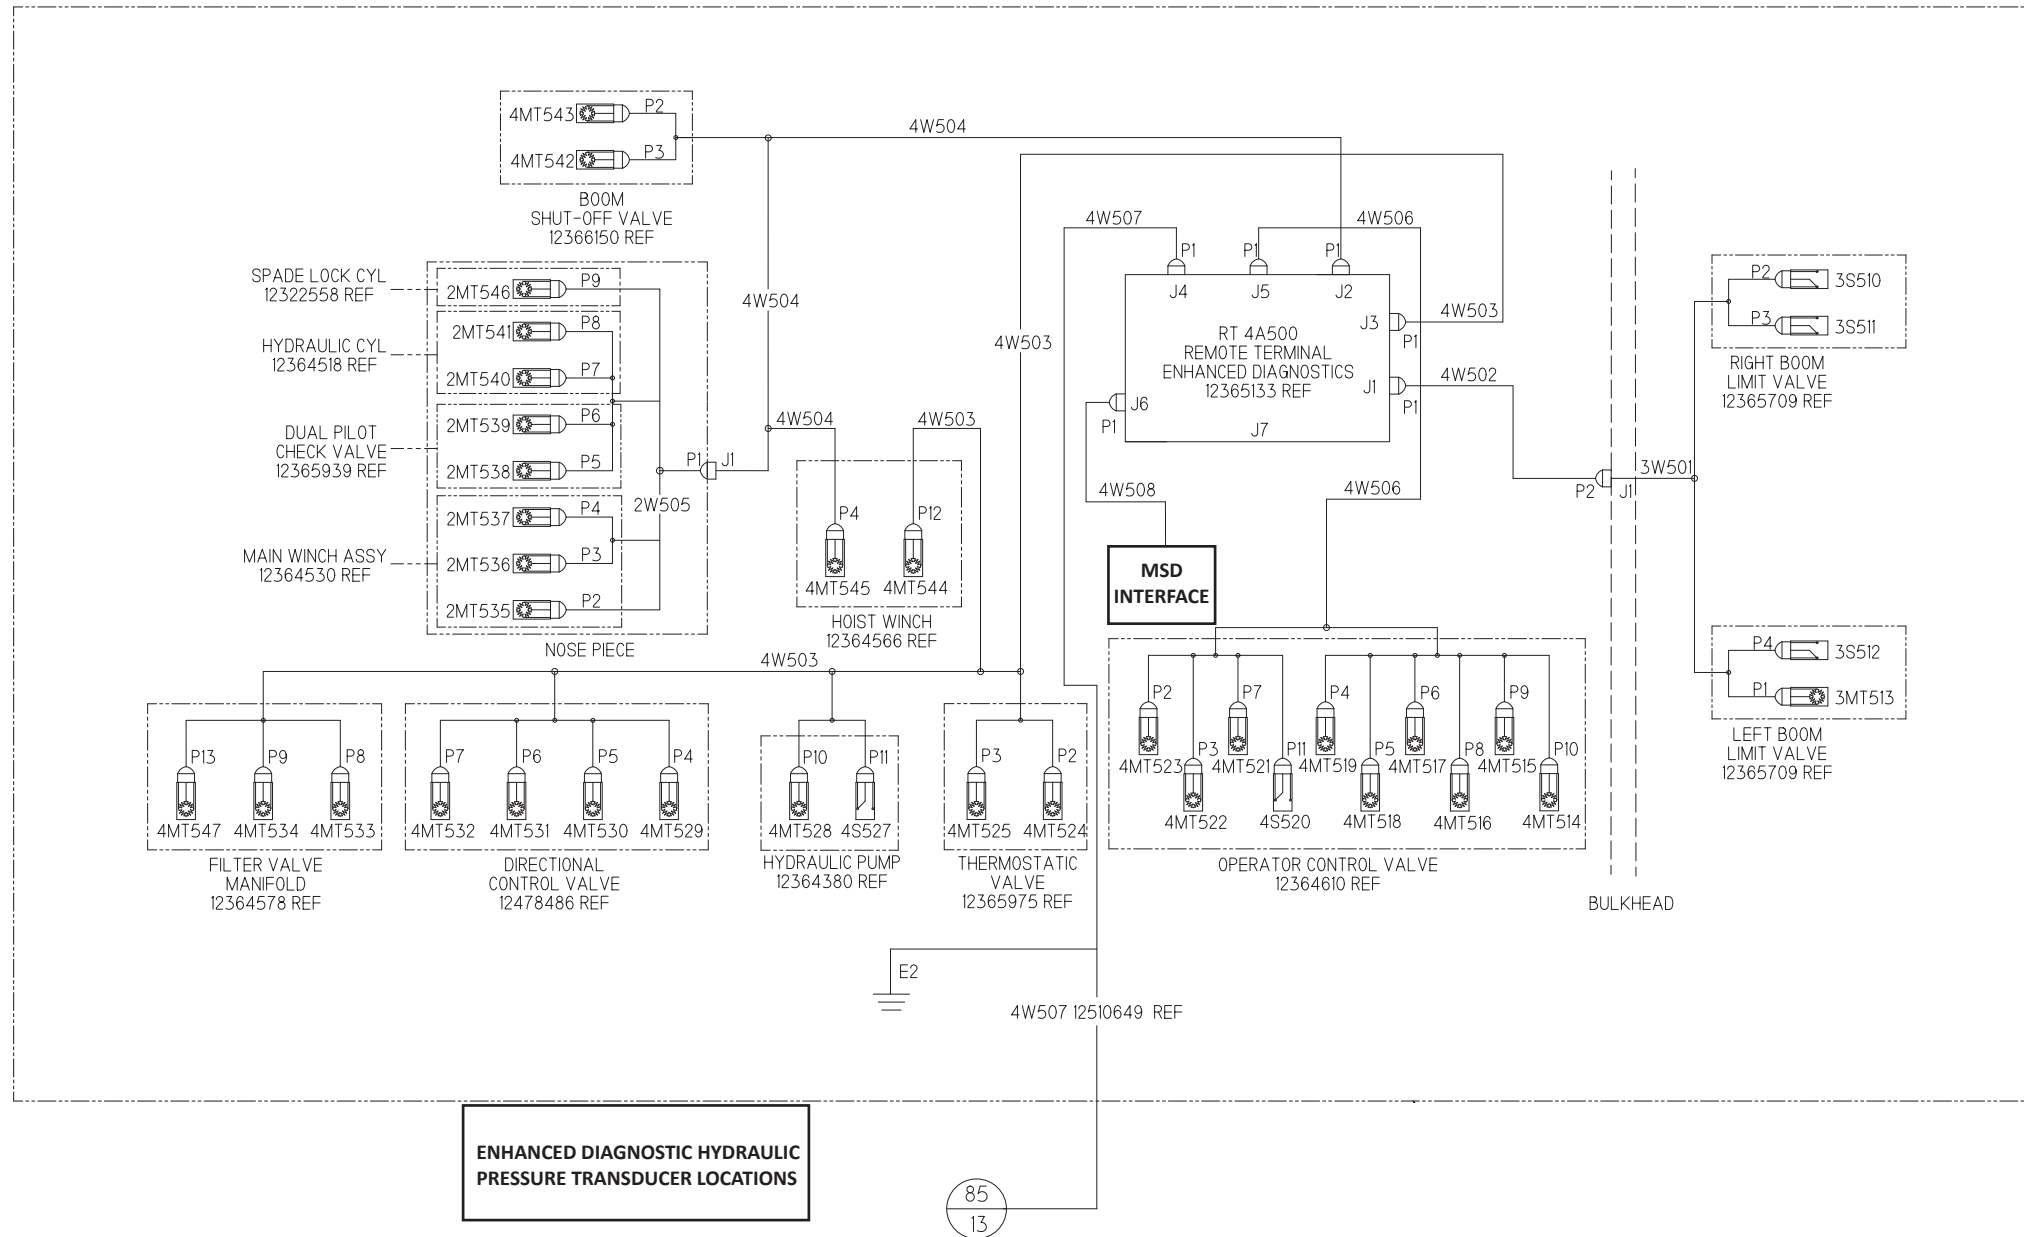 4MT543
P2
4MT542
P3
BOOM
SHUT-OFF VALVE
12366150 REF
4W504
4W507
4W506
P1
P1
P1
J4
J5
J2
J3
4W503
P1
RT 4A500
REMOTE TERMINAL
ENHANCED DIAGNOSTICS
12365133 REF
J1
4W502
P1
J6
P1
J7
SPADE LOCK CYL
12322558 REF
2MT546
P9
HYDRAULIC CYL
12364518 REF
2MT541
P8
2MT540
P7
DUAL PILOT
CHECK VALVE
12365939 REF
2MT539
P6
2MT538
P5
MAIN WINCH ASSY
12364530 REF
2MT537
P4
2MT536
P3
2MT535
P2
2W505
P1
J1
NOSE PIECE
4W504
4W503
4W504
4W503
P4
P12
4MT545
4MT544
HOIST WINCH
12364566 REF
4W508
4W506
MSD
INTERFACE
P2
3S510
P3
3S511
RIGHT BOOM
LIMIT VALVE
12365709 REF
3W501
P2
J1
P4
3S512
P1
3MT513
LEFT BOOM
LIMIT VALVE
12365709 REF
BULKHEAD
4W503
P13
P9
P8
4MT547
4MT534
4MT533
FILTER VALVE
MANIFOLD
12364578 REF
P7
P6
P5
P4
4MT532
4MT531
4MT530
4MT529
DIRECTIONAL
CONTROL VALVE
12478486 REF
P10
P11
4MT528
4S527
HYDRAULIC PUMP
12364380 REF
P3
P2
4MT525
4MT524
THERMOSTATIC
VALVE
12365975 REF
P2
P7
P4
P6
P9
P3
P11
P5
P8
P10
4MT523
4MT521
4MT519
4MT517
4MT515
4MT522
4S520
4MT518
4MT516
4MT514
OPERATOR CONTROL VALVE
12364610 REF
E2
4W507 12510649 REF
ENHANCED DIAGNOSTIC HYDRAULIC
PRESSURE TRANSDUCER LOCATIONS
85
13